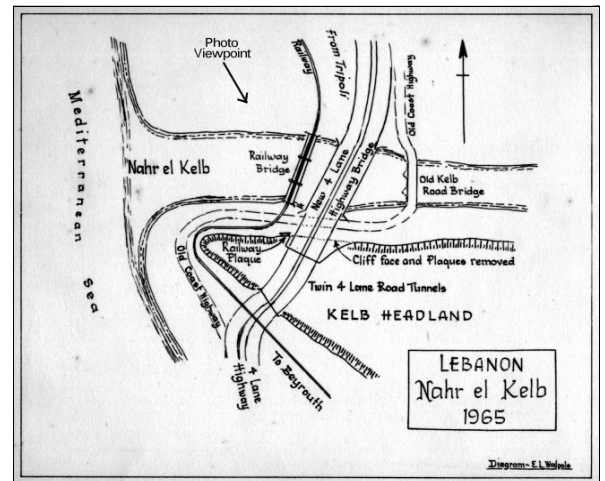 Photo
Viewpoint
Railway
from Tripoli
Old Coast Highway
Mediterranean
Sea
Nahr el Kelb
Railway
Bridge
New 4 Lane
Highway Bridge
Old Kelb
Road Bridge
Railway
Plaque
Cliff face and Plaques removed
Old Coast Highway
Twin 4 Lane Road Tunnels
KELB HEADLAND
4 Lane
Highway
To Beyrouth
LEBANON
Nahr el Kelb
1965
Diagram- E.L. Walpole